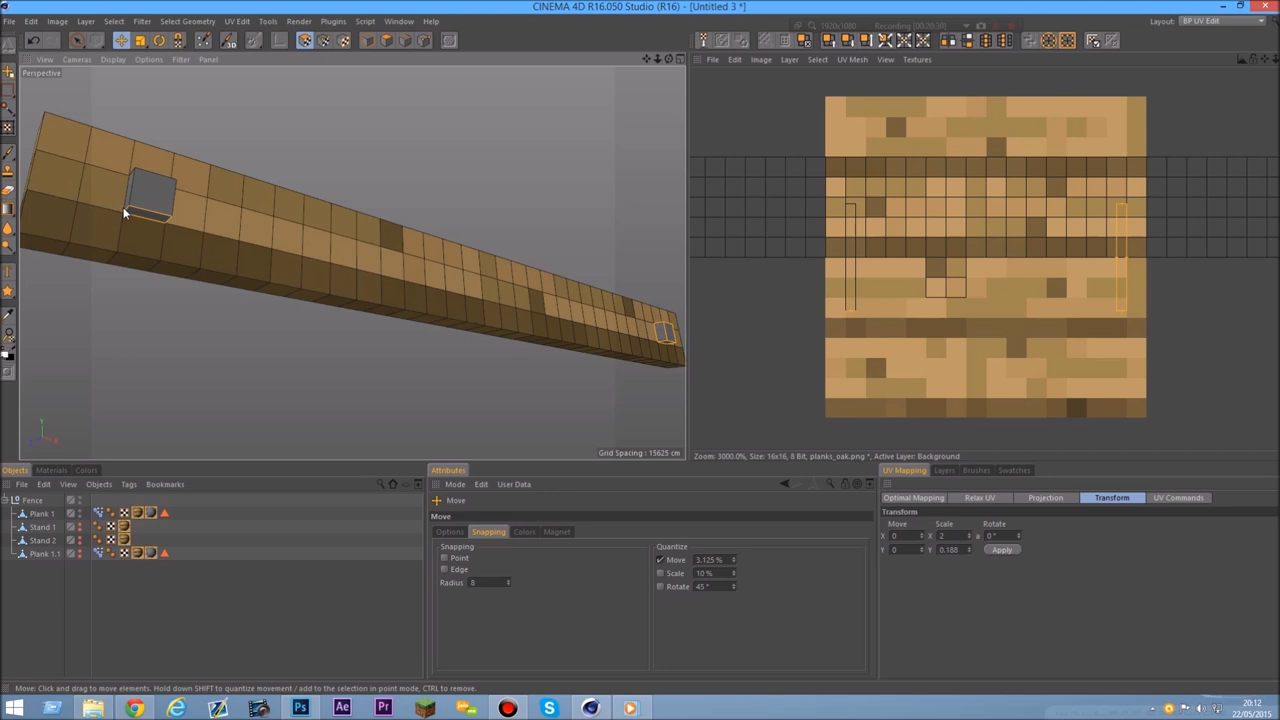 CINEMA 4D R16.050 Studio (R16) - [Untitled 3 *]
File Edit Image Layer Select Filter Select Geometry UV Edit Tools Render Plugins Script Window Help
1920x1080 Recording [00:20:38]
Layout: BP UV Edit
View Cameras Display Options Filter Panel
File Edit Image Layer Select UV Mesh View Textures
Perspective
Grid Spacing : 15625 cm
Zoom: 3000.0%, Size: 16x16, 8 Bit, planks_oak.png *, Active Layer: Background
Objects Materials Colors
Attributes
UV Mapping Layers Brushes Swatches
File Edit View Objects Tags Bookmarks
Mode Edit User Data
Optimal Mapping Relax UV Projection Transform UV Commands
Fence
Plank 1
Stand 1
Stand 2
Plank 1.1
Move
Move
Options Snapping Colors Magnet
Snapping
Point
Edge
Radius 8
Quantize
Move 3.125 %
Scale 10 %
Rotate 45 °
Transform
Move Scale Rotate
X 0 X 2 a 0 °
Y 0 Y 0.188 Apply
Move: Click and drag to move elements. Hold down SHIFT to quantize movement / add to the selection in point mode, CTRL to remove.
Ps Ae Pr
20:12
22/05/2015